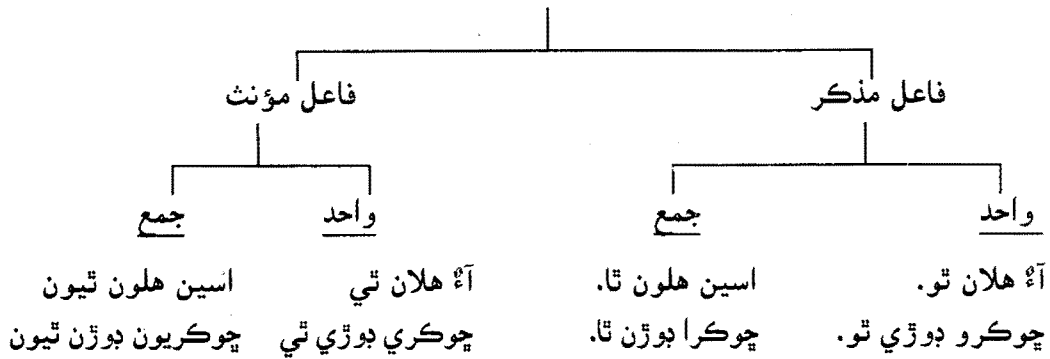 فاعل مذڪر فاعل مؤنث
واحد جمع واحد جمع
آءٌ هلان ٿو. اسين هلون ٿا. آءٌ هلان ٿي اسين هلون ٿيون
ڇوڪرو ڊوڙي ٿو. ڇوڪرا ڊوڙن ٿا. ڇوڪري ڊوڙي ٿي ڇوڪريون ڊوڙن ٿيون